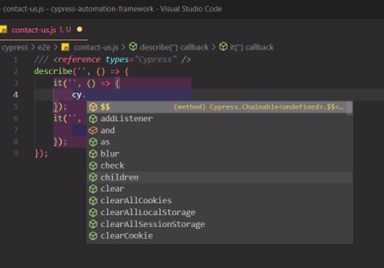 contact-us.js - cypress-automation-framework - Visual Studio Code
contact-us.js 1, U
cypress > e2e > contact-us.js > describe('') callback > it('') callback
1 /// <reference types="Cypress" />
2 describe('', () => {
3 it('', () => {
4 cy.
5 });
6 it('',
7
8 });
9 });
$$ (method) Cypress.Chainable<undefined>.$$<…
addListener
and
as
blur
check
children
clear
clearAllCookies
clearAllLocalStorage
clearAllSessionStorage
clearCookie